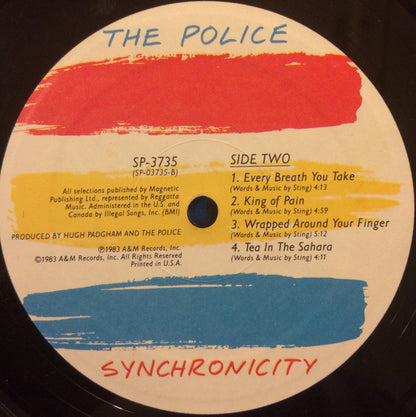 THE POLICE
SP-3735
(SP-03735-B)
All selections published by Magnetic
Publishing Ltd., represented by Reggatta
Music. Administered in the U.S. and
Canada by Illegal Songs, Inc. (BMI)
PRODUCED BY HUGH PADGHAM AND THE POLICE
℗1983 A&M Records, Inc.
©1983 A&M Records, Inc. All Rights Reserved
Printed in U.S.A.
SIDE TWO
1. Every Breath You Take
(Words & Music by Sting) 4:13
2. King of Pain
(Words & Music by Sting) 4:59
3. Wrapped Around Your Finger
(Words & Music by Sting) 5:12
4. Tea In The Sahara
(Words & Music by Sting) 4:11
SYNCHRONICITY